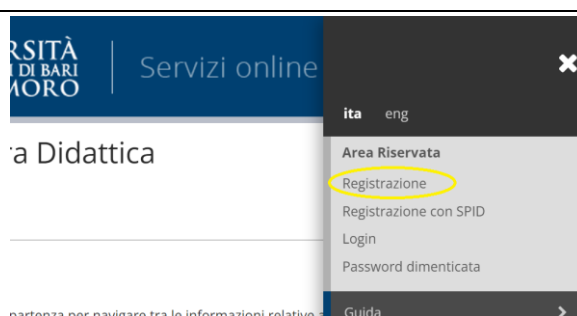 RSITÀ
I DI BARI
MORO
Servizi online
ita eng
ra Didattica
Area Riservata
Registrazione
Registrazione con SPID
Login
Password dimenticata
partenza per navigare tra le informazioni relative a
Guida